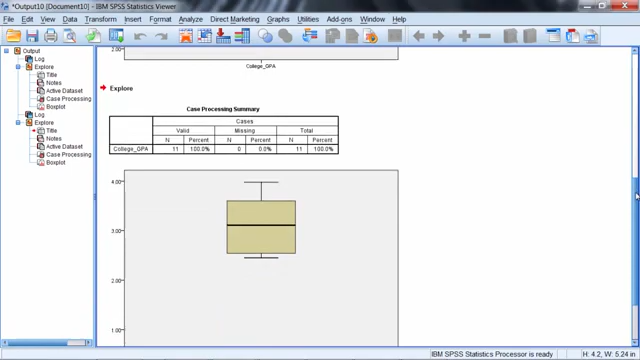 *Output10 [Document10] - IBM SPSS Statistics Viewer
File Edit View Data Transform Insert Format Analyze Direct Marketing Graphs Utilities Add-ons Window Help
Output
Log
Explore
Title
Notes
Active Dataset
Case Processing
Boxplot
Log
Explore
Title
Notes
Active Dataset
Case Processing
Boxplot
2.00
College_GPA
Explore
Case Processing Summary
Cases
Valid Missing Total
N Percent N Percent N Percent
College_GPA 11 100.0% 0 0.0% 11 100.0%
4.00
3.00
2.00
1.00
IBM SPSS Statistics Processor is ready H: 4.2, W: 5.24 in